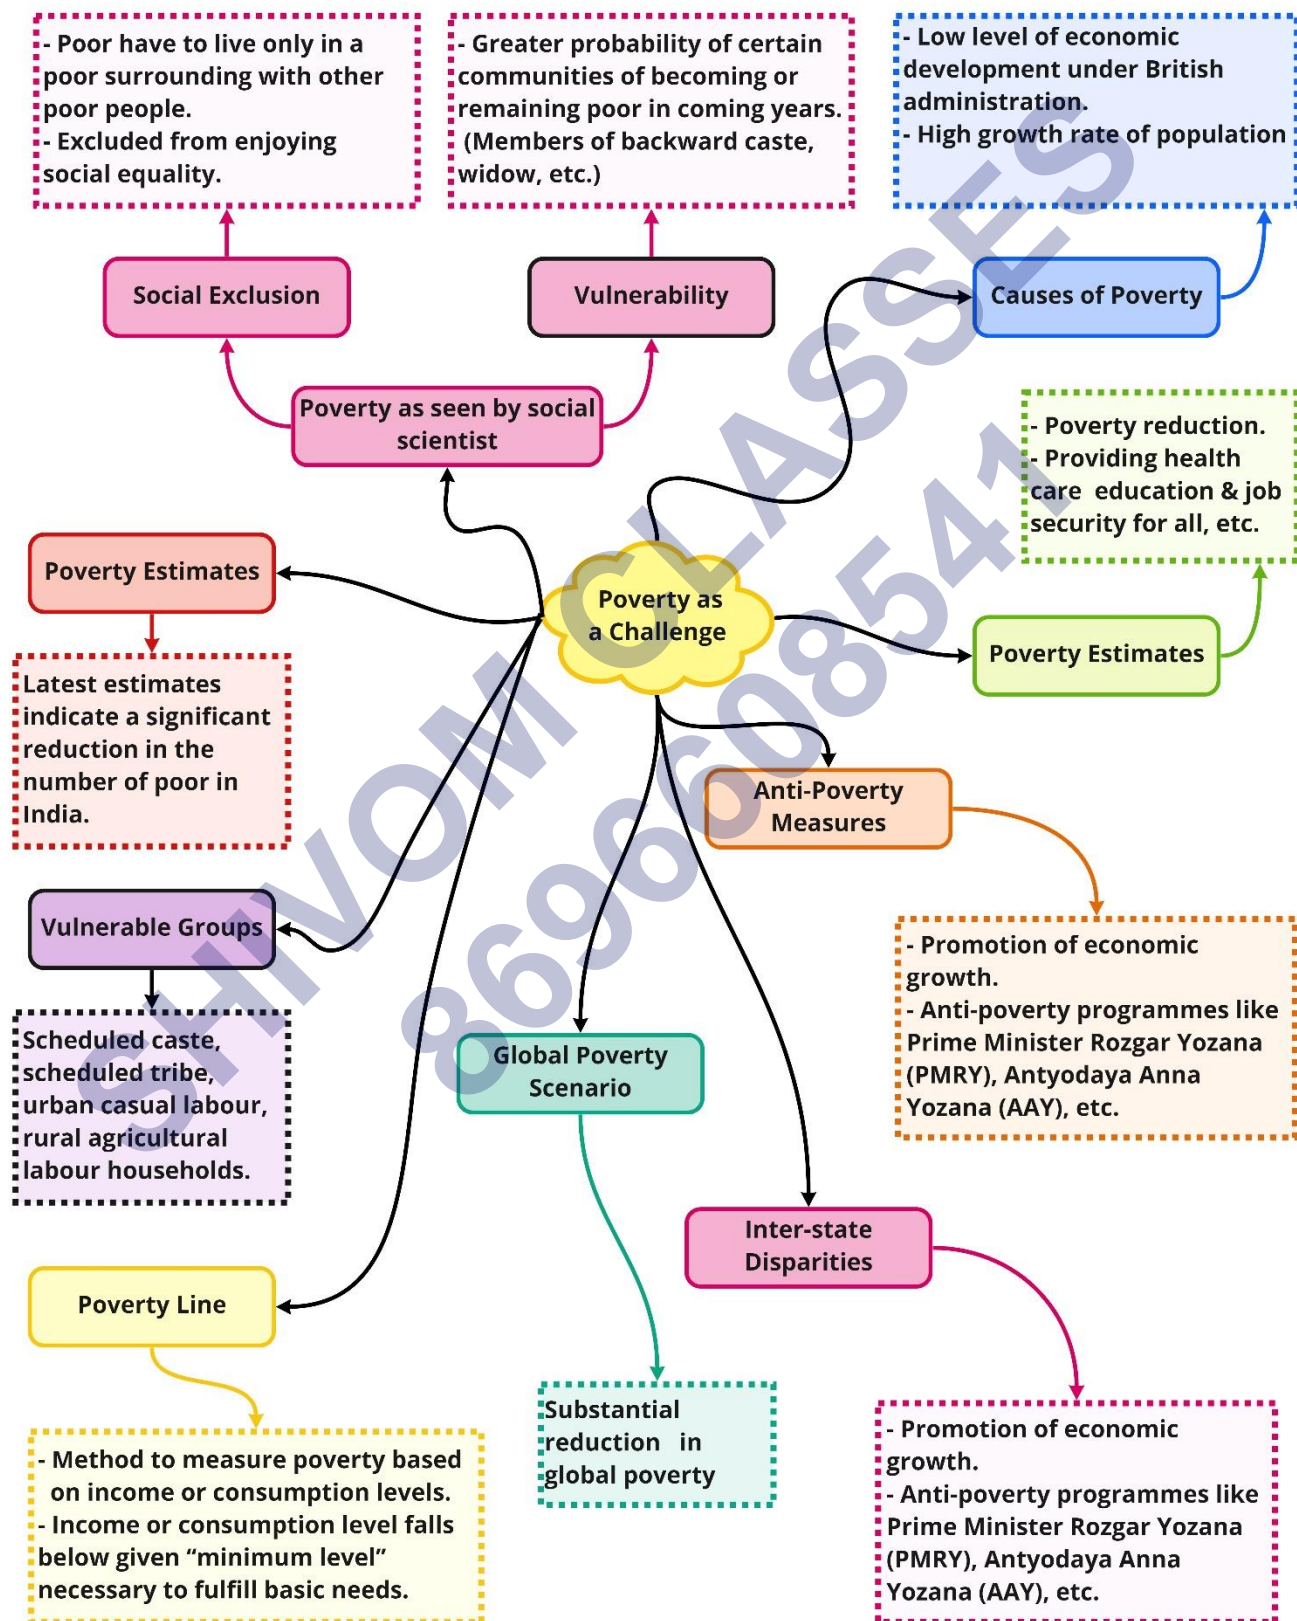 - Poor have to live only in a
poor surrounding with other
poor people.
- Excluded from enjoying
social equality.
- Greater probability of certain
communities of becoming or
remaining poor in coming years.
(Members of backward caste,
widow, etc.)
- Low level of economic
development under British
administration.
- High growth rate of population
Social Exclusion
Vulnerability
Causes of Poverty
Poverty as seen by social
scientist
- Poverty reduction.
- Providing health
care education & job
security for all, etc.
Poverty Estimates
Poverty as
a Challenge
Poverty Estimates
Latest estimates
indicate a significant
reduction in the
number of poor in
India.
Anti-Poverty
Measures
Vulnerable Groups
- Promotion of economic
growth.
- Anti-poverty programmes like
Prime Minister Rozgar Yozana
(PMRY), Antyodaya Anna
Yozana (AAY), etc.
Scheduled caste,
scheduled tribe,
urban casual labour,
rural agricultural
labour households.
Global Poverty
Scenario
Inter-state
Disparities
Poverty Line
Substantial
reduction in
global poverty
- Promotion of economic
growth.
- Anti-poverty programmes like
Prime Minister Rozgar Yozana
(PMRY), Antyodaya Anna
Yozana (AAY), etc.
- Method to measure poverty based
on income or consumption levels.
- Income or consumption level falls
below given “minimum level”
necessary to fulfill basic needs.
SHIVOM CLASSES
8696608541